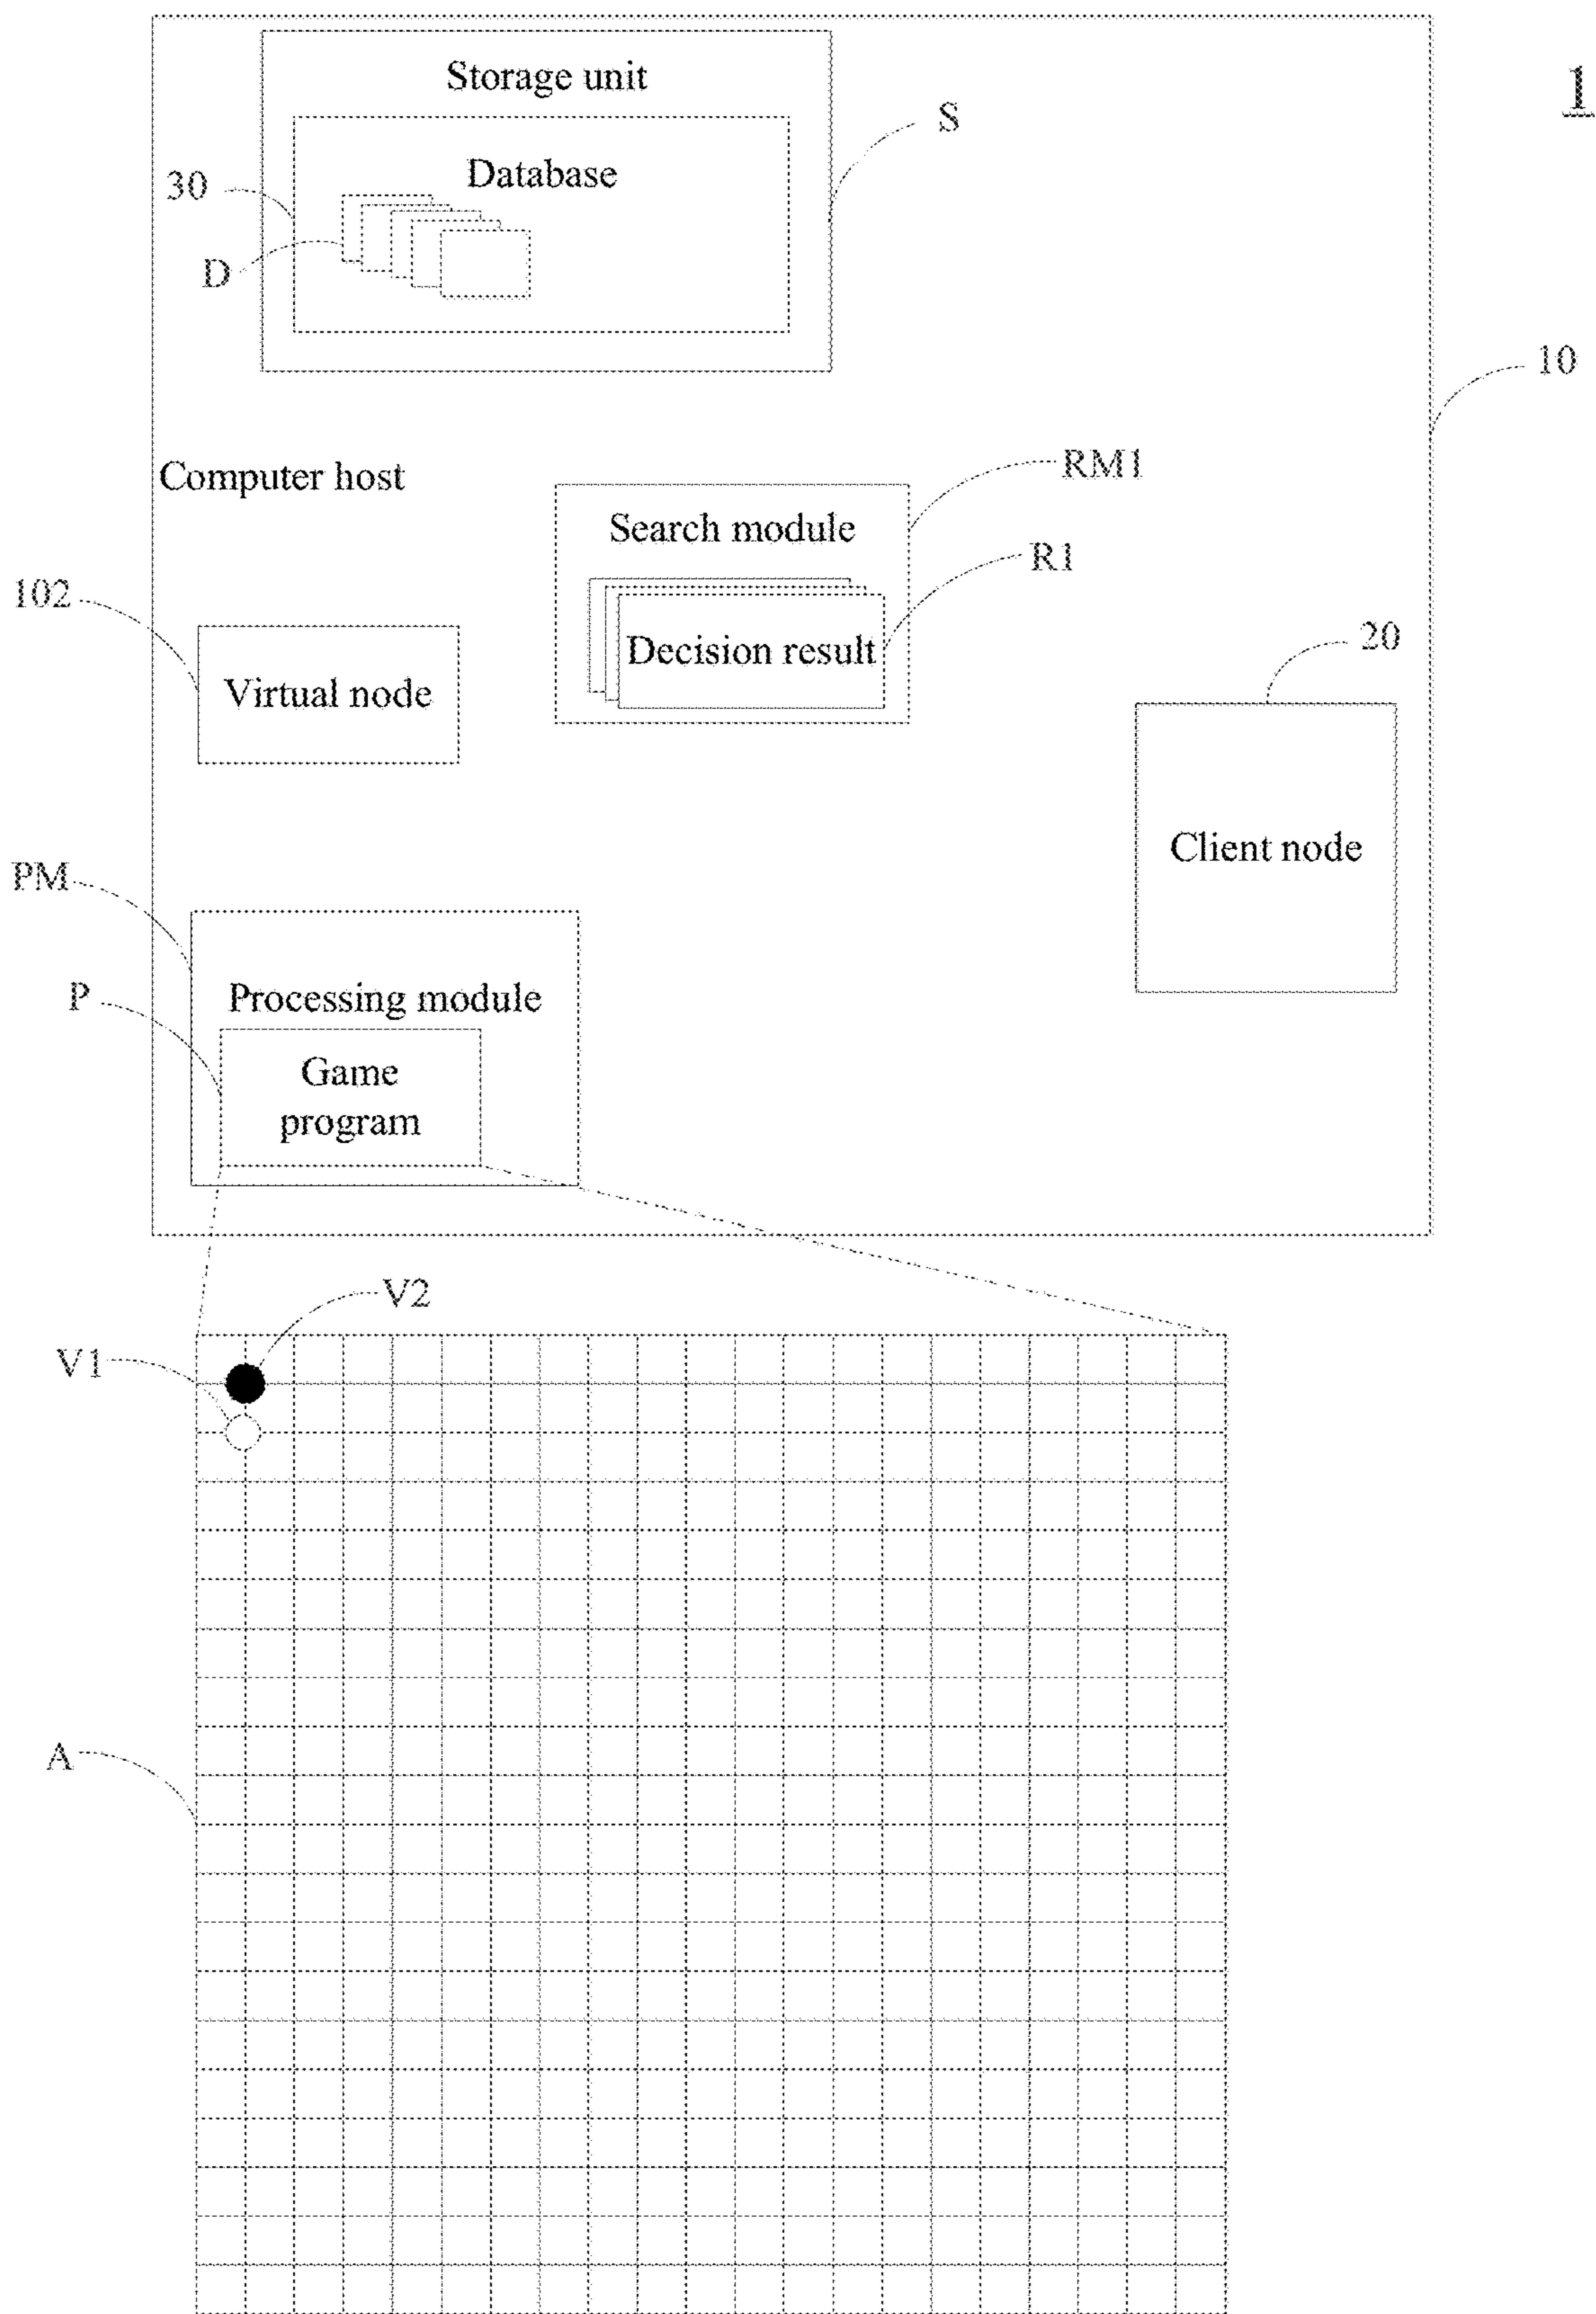 Storage unit
1
S
Database
30
D
10
Computer host
RM1
Search module
R1
102
20
Decision result
Virtual node
Client node
PM
P
Processing module
Game
program
V2
V1
A